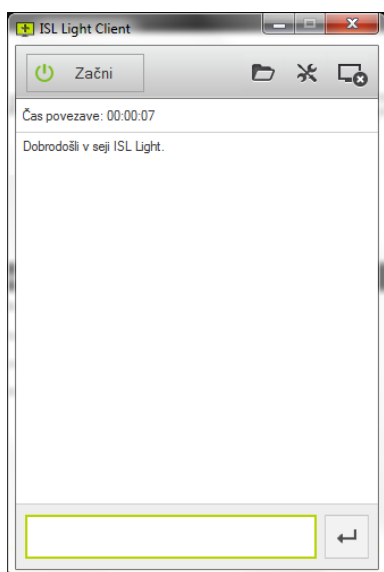 ISL Light Client
Začni
Čas povezave: 00:00:07
Dobrodošli v seji ISL Light.